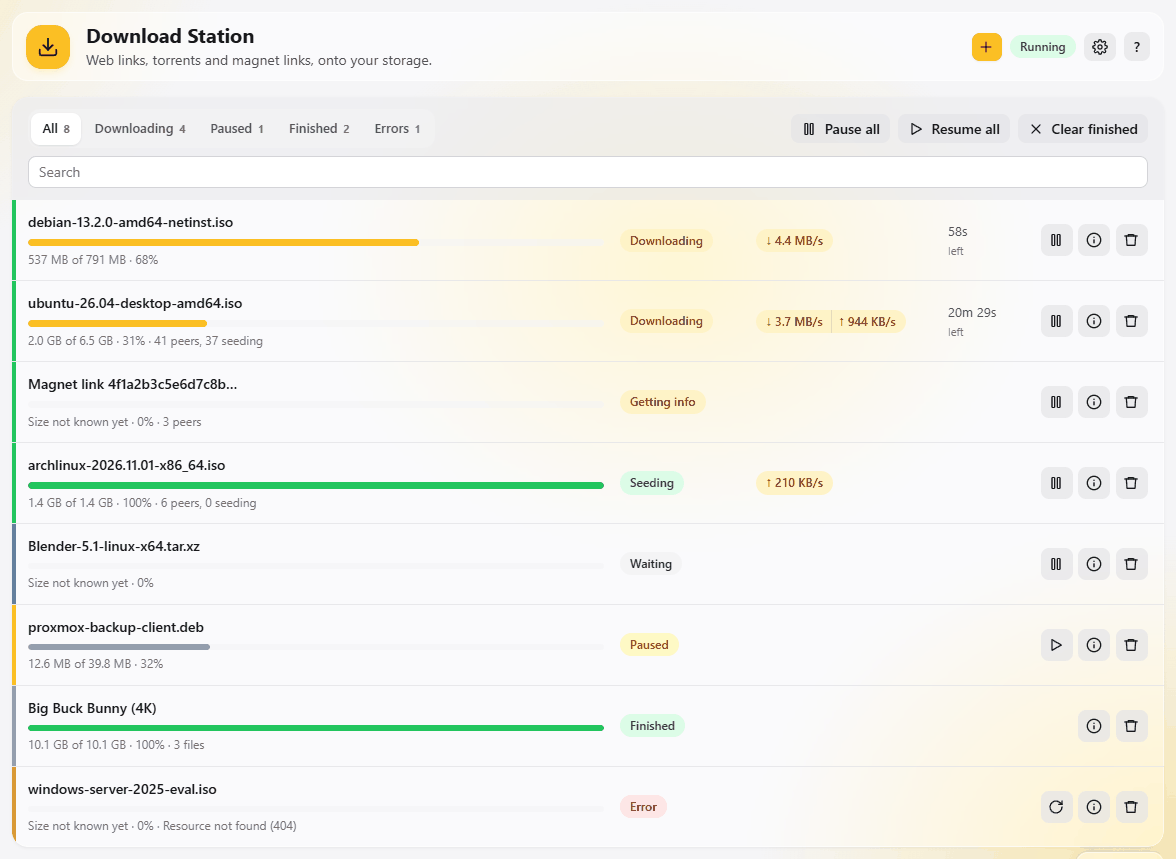 Download Station
Web links, torrents and magnet links, onto your storage.
+ Running ?
All 8 Downloading 4 Paused 1 Finished 2 Errors 1 Pause all Resume all Clear finished
Search
debian-13.2.0-amd64-netinst.iso
Downloading ↓ 4.4 MB/s 58s left
537 MB of 791 MB · 68%
ubuntu-26.04-desktop-amd64.iso
Downloading ↓ 3.7 MB/s ↑ 944 KB/s 20m 29s left
2.0 GB of 6.5 GB · 31% · 41 peers, 37 seeding
Magnet link 4f1a2b3c5e6d7c8b...
Getting info
Size not known yet · 0% · 3 peers
archlinux-2026.11.01-x86_64.iso
Seeding ↑ 210 KB/s
1.4 GB of 1.4 GB · 100% · 6 peers, 0 seeding
Blender-5.1-linux-x64.tar.xz
Waiting
Size not known yet · 0%
proxmox-backup-client.deb
Paused
12.6 MB of 39.8 MB · 32%
Big Buck Bunny (4K)
Finished
10.1 GB of 10.1 GB · 100% · 3 files
windows-server-2025-eval.iso
Error
Size not known yet · 0% · Resource not found (404)